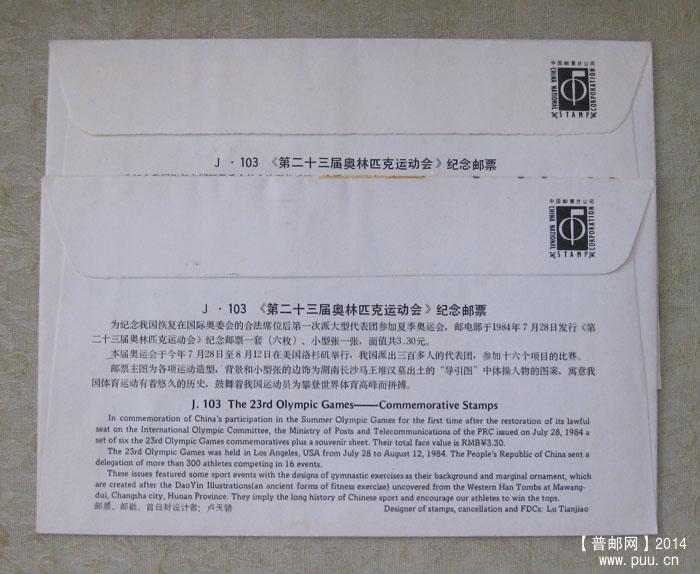 中国邮票总公司
CHINA NATIONAL
STAMP
CORPORATION
J·103 《第二十三届奥林匹克运动会》纪念邮票
中国邮票总公司
CHINA NATIONAL
STAMP
CORPORATION
J·103 《第二十三届奥林匹克运动会》纪念邮票
为纪念我国恢复在国际奥委会的合法席位后第一次派大型代表团参加夏季奥运会，邮电部于1984年7月28日发行《第
二十三届奥林匹克运动会》纪念邮票一套（六枚）、小型张一张，面值共3.30元。
本届奥运会于今年7月28日至8月12日在美国洛杉矶举行，我国派出三百多人的代表团，参加十六个项目的比赛。
邮票主图为各项运动造型，背和小型张的边饰为湖南长沙马王堆汉墓出土的“导引图”中体操人物的图案，寓意我
国体育运动有着悠久的历史，鼓舞着我国运动员为攀登世界体育高峰而拼搏。
J. 103 The 23rd Olympic Games——Commemorative Stamps
In commemoration of China's participation in the Summer Olympic Games for the first time after the restoration of its lawful
seat on the International Olympic Committee, the Ministry of Posts and Telecommunications of the PRC issued on July 28, 1984 a
set of six the 23rd Olympic Games commemoratives plus a souvenir sheet. Their total face value is RMB¥3.30.
The 23rd Olympic Games was held in Los Angeles, USA from July 28 to August 12, 1984. The People's Republic of China sent a
delegation of more than 300 athletes competing in 16 events.
These issues featured some sport events with the designs of gymnastic exercises as their background and marginal ornament, which
are created after the DaoYin Illustrations(an ancient forms of fitness exercise) uncovered from the Western Han Tombs at Mawang-
dui, Changsha city, Hunan Province. They imply the long history of Chinese sport and encourage our athletes to win the tops.
邮票、邮戳、首日封设计者：卢天骄 Designer of stamps, cancellation and FDCs: Lu Tianjiao
【普邮网】2014
www.puu.cn